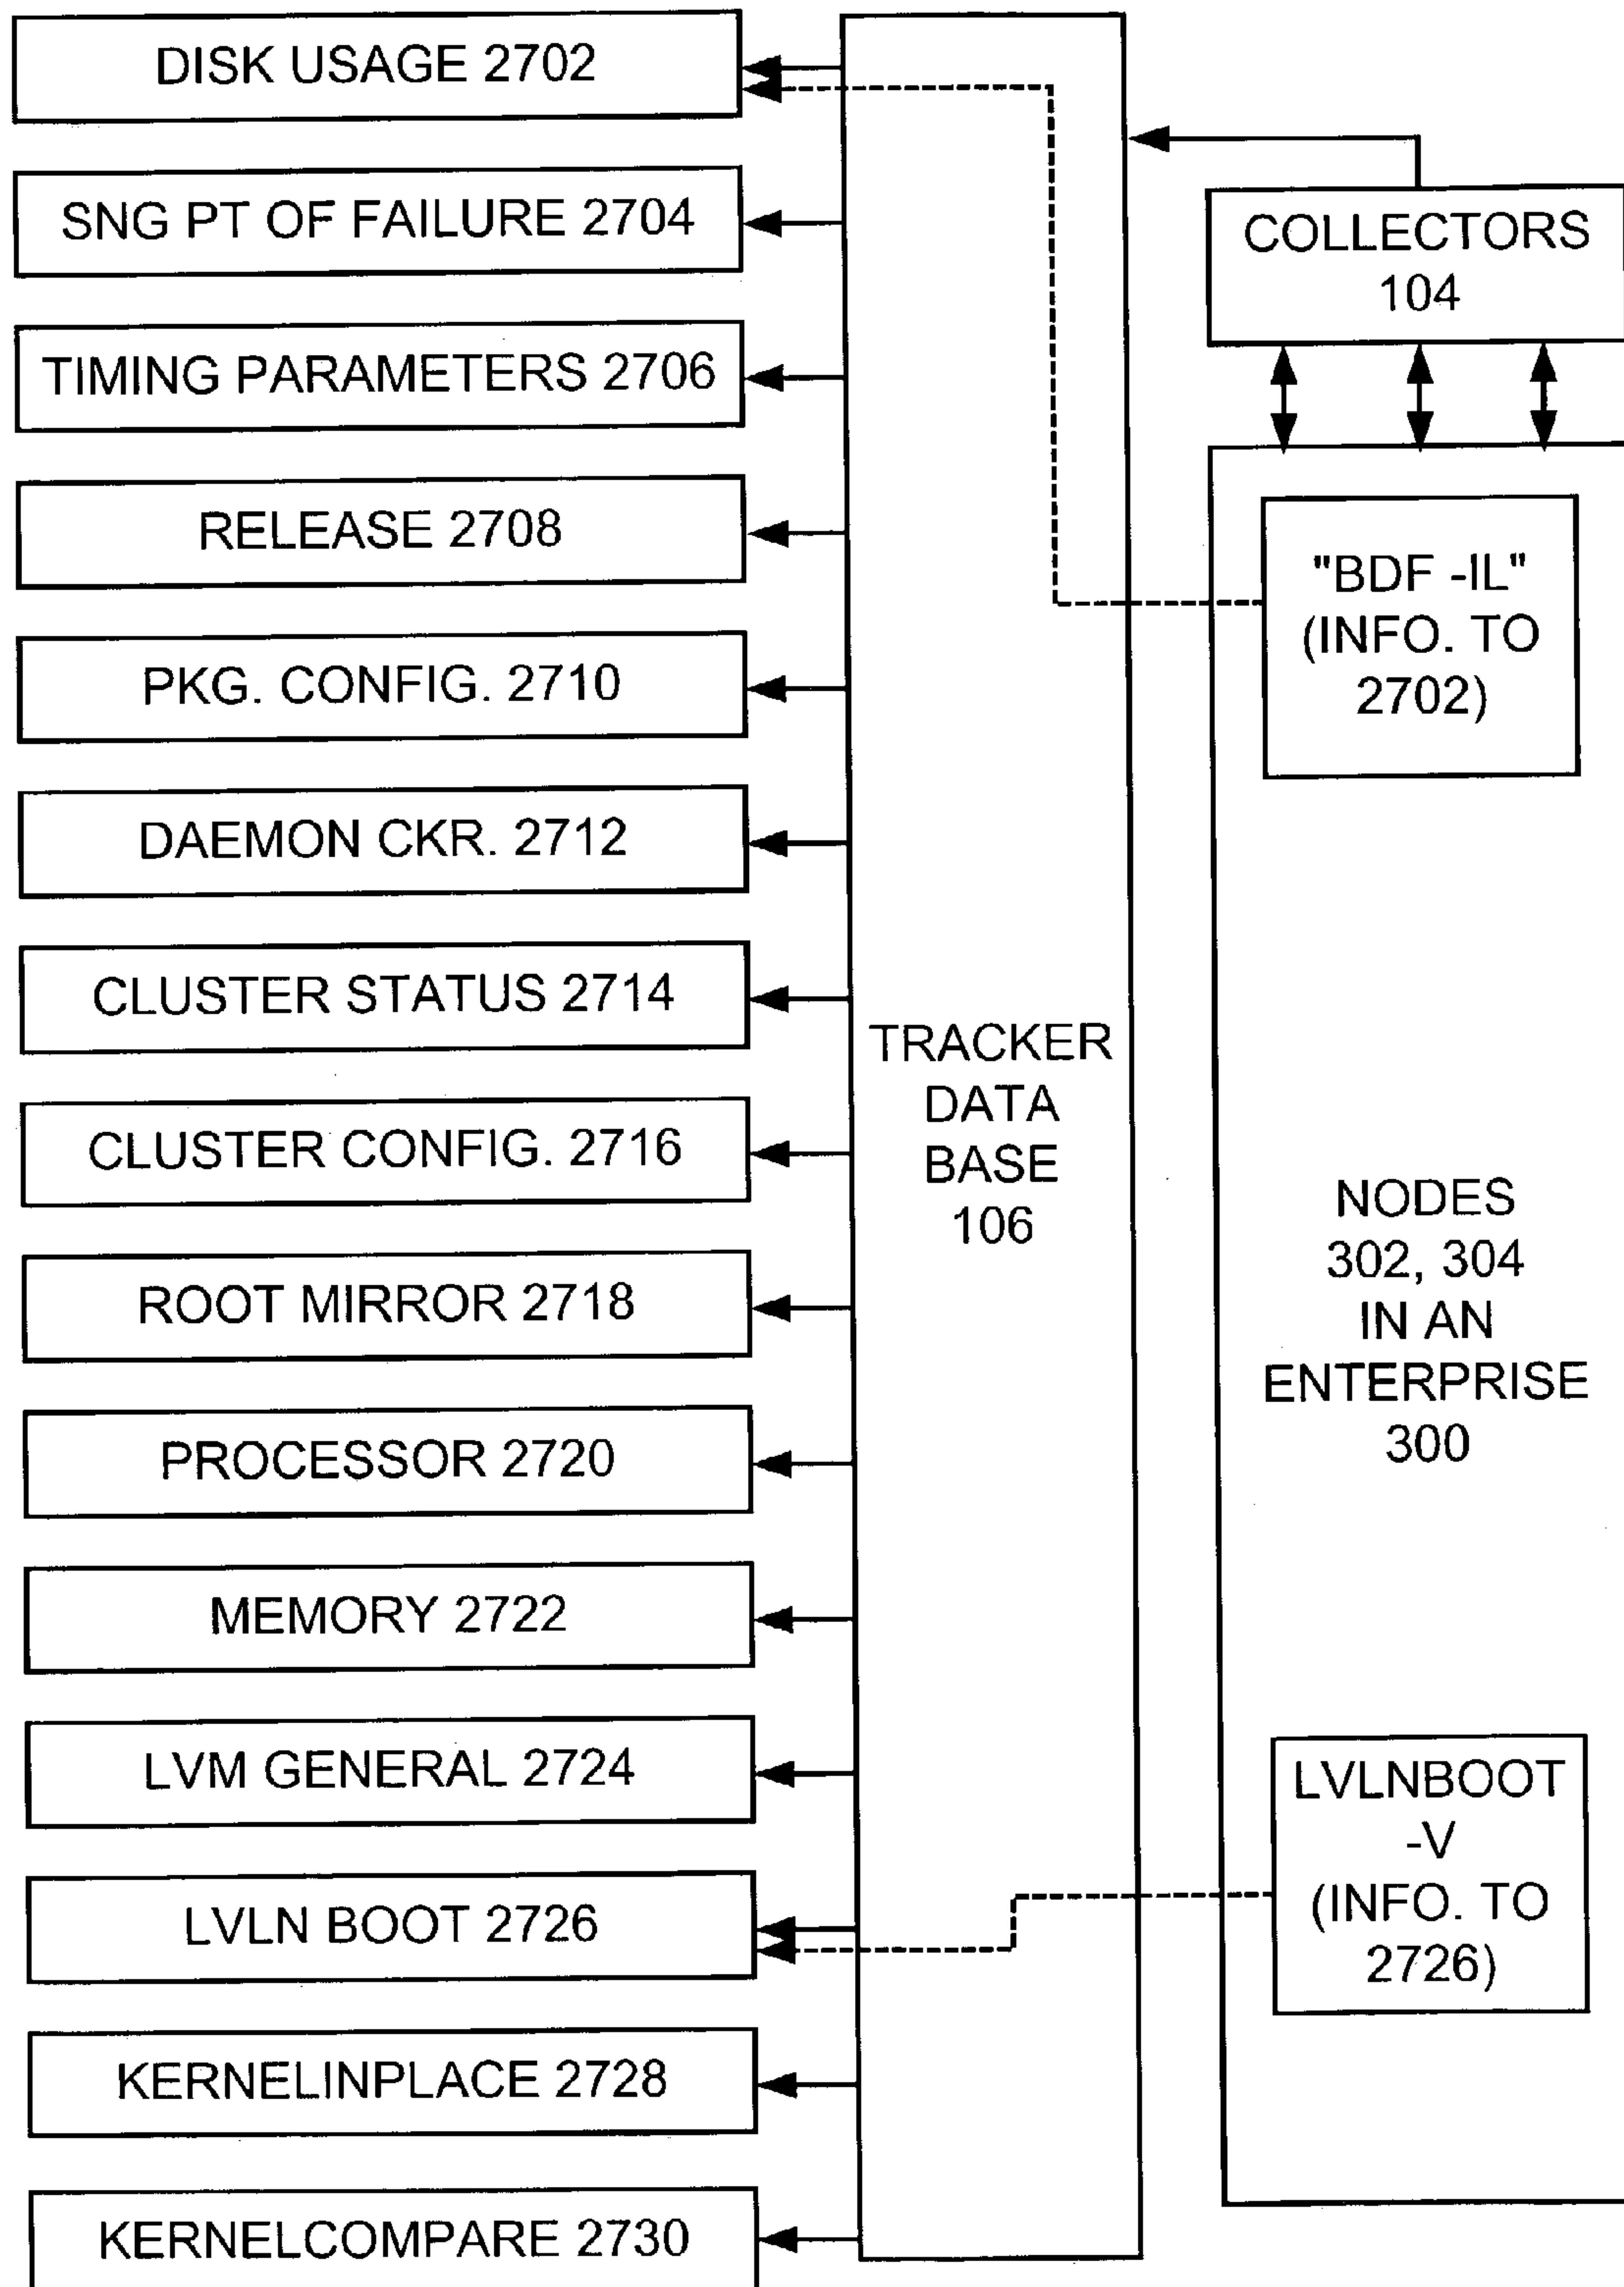 DISK USAGE 2702
SNG PT OF FAILURE 2704
TIMING PARAMETERS 2706
RELEASE 2708
PKG. CONFIG. 2710
DAEMON CKR. 2712
CLUSTER STATUS 2714
CLUSTER CONFIG. 2716
ROOT MIRROR 2718
PROCESSOR 2720
MEMORY 2722
LVM GENERAL 2724
LVLN BOOT 2726
KERNELINPLACE 2728
KERNELCOMPARE 2730
TRACKER
DATA
BASE
106
COLLECTORS
104
"BDF -IL"
(INFO. TO
2702)
NODES
302, 304
IN AN
ENTERPRISE
300
LVLNBOOT
-V
(INFO. TO
2726)